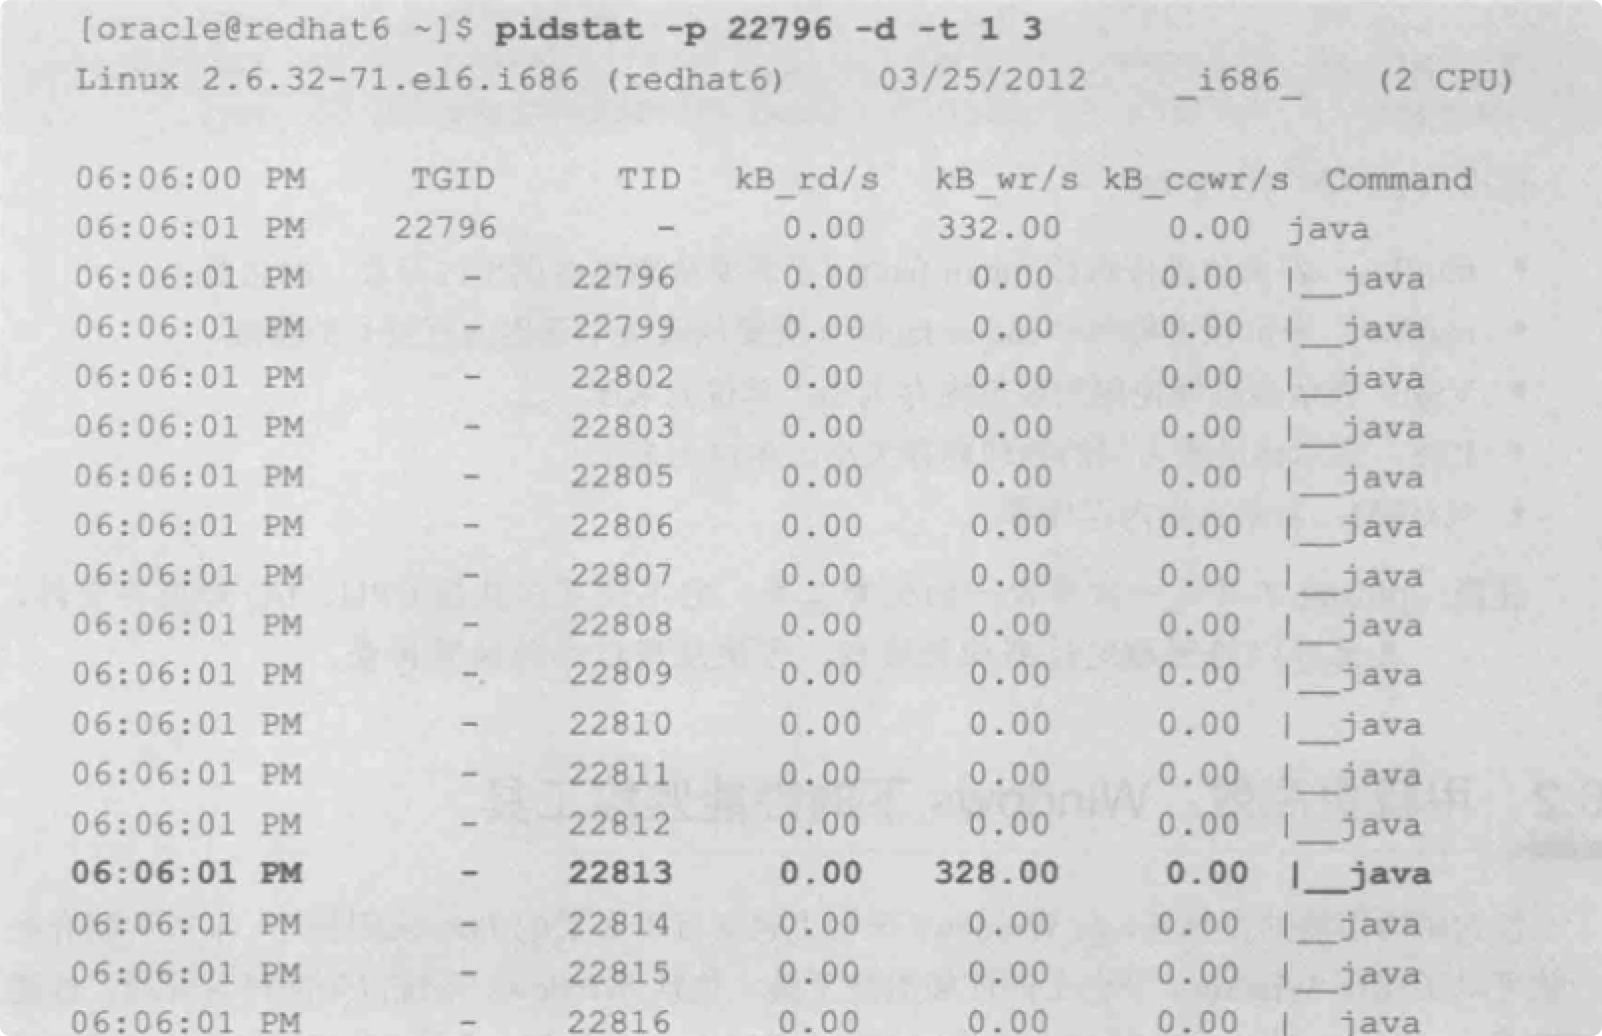 [oracle@redhat6 ~]$ pidstat -p 22796 -d -t 1 3
Linux 2.6.32-71.el6.i686 (redhat6) 03/25/2012 _i686_ (2 CPU)
06:06:00 PM TGID TID kB_rd/s kB_wr/s kB_ccwr/s Command
06:06:01 PM 22796 - 0.00 332.00 0.00 java
06:06:01 PM - 22796 0.00 0.00 0.00 |__java
06:06:01 PM - 22799 0.00 0.00 0.00 |__java
06:06:01 PM - 22802 0.00 0.00 0.00 |__java
06:06:01 PM - 22803 0.00 0.00 0.00 |__java
06:06:01 PM - 22805 0.00 0.00 0.00 |__java
06:06:01 PM - 22806 0.00 0.00 0.00 |__java
06:06:01 PM - 22807 0.00 0.00 0.00 |__java
06:06:01 PM - 22808 0.00 0.00 0.00 |__java
06:06:01 PM - 22809 0.00 0.00 0.00 |__java
06:06:01 PM - 22810 0.00 0.00 0.00 |__java
06:06:01 PM - 22811 0.00 0.00 0.00 |__java
06:06:01 PM - 22812 0.00 0.00 0.00 |__java
06:06:01 PM - 22813 0.00 328.00 0.00 |__java
06:06:01 PM - 22814 0.00 0.00 0.00 |__java
06:06:01 PM - 22815 0.00 0.00 0.00 |__java
06:06:01 PM - 22816 0.00 0.00 0.00 |__java